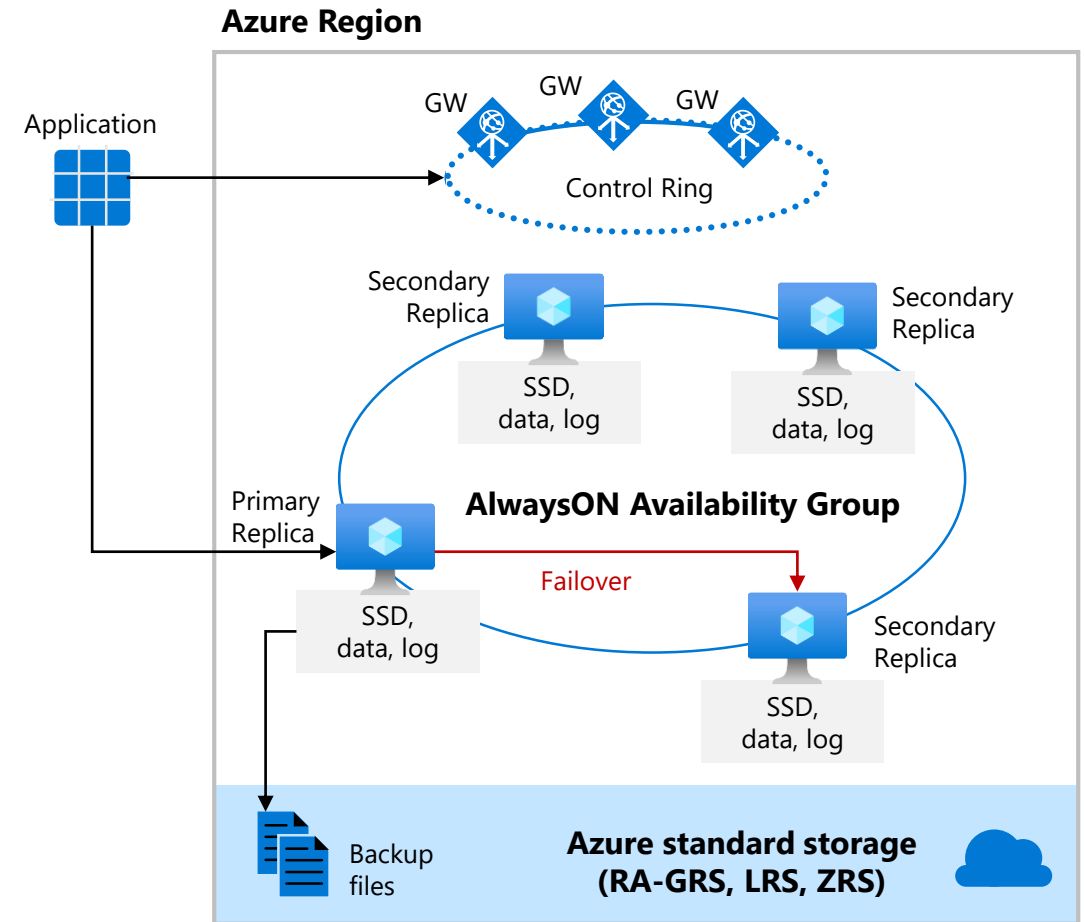 Azure Region
Application
GW
GW
GW
Control Ring
Secondary
Replica
Secondary
Replica
SSD,
data, log
SSD,
data, log
AlwaysON Availability Group
Primary
Replica
Failover
SSD,
data, log
Secondary
Replica
SSD,
data, log
Backup
files
Azure standard storage
(RA-GRS, LRS, ZRS)